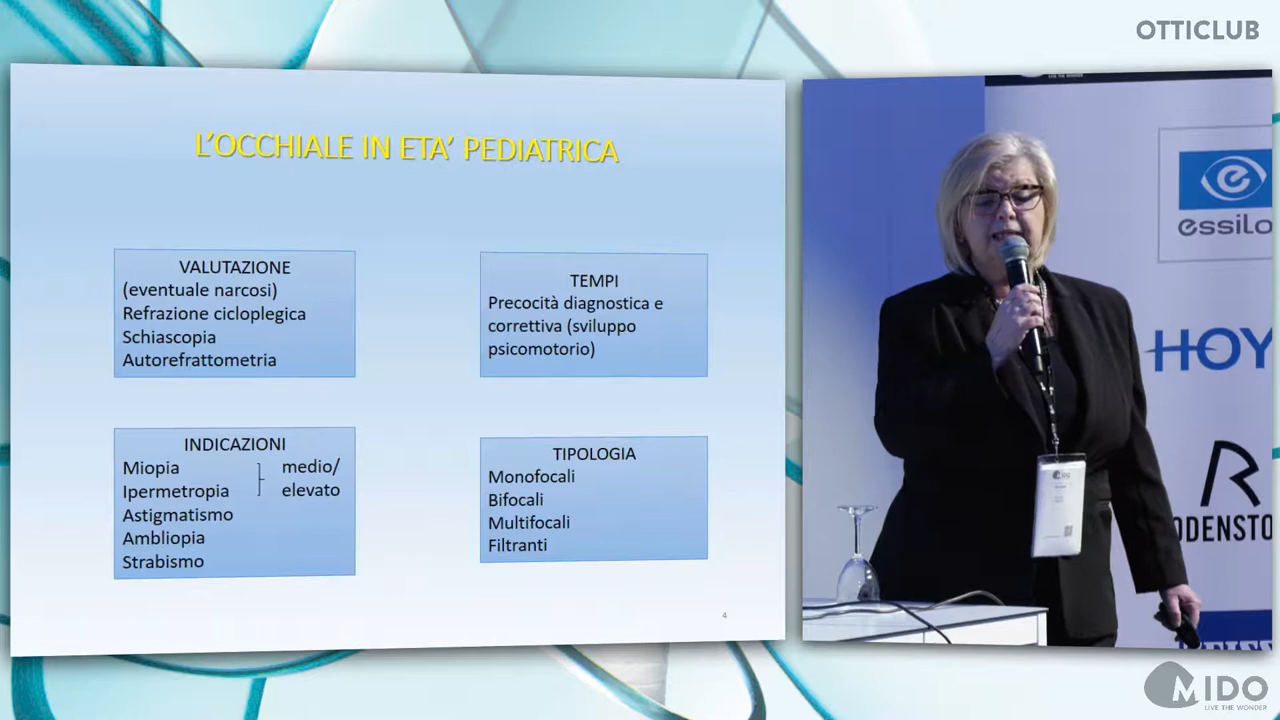 OTTICLUB
L'OCCHIALE IN ETA' PEDIATRICA
VALUTAZIONE
(eventuale narcosi)
Refrazione cicloplegica
Schiascopia
Autorefrattometria
TEMPI
Precocità diagnostica e
correttiva (sviluppo
psicomotorio)
INDICAZIONI
Miopia
Ipermetropia
medio/
elevato
Astigmatismo
Ambliopia
Strabismo
TIPOLOGIA
Monofocali
Bifocali
Multifocali
Filtranti
4
essilo
HOY
R
ODENSTO
MIDO
LIVE THE WONDER